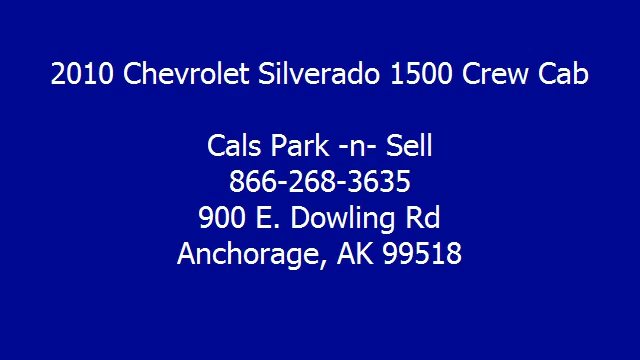 2010 Chevrolet Silverado 1500 Crew Cab
Cals Park -n- Sell
866-268-3635
900 E. Dowling Rd
Anchorage, AK 99518